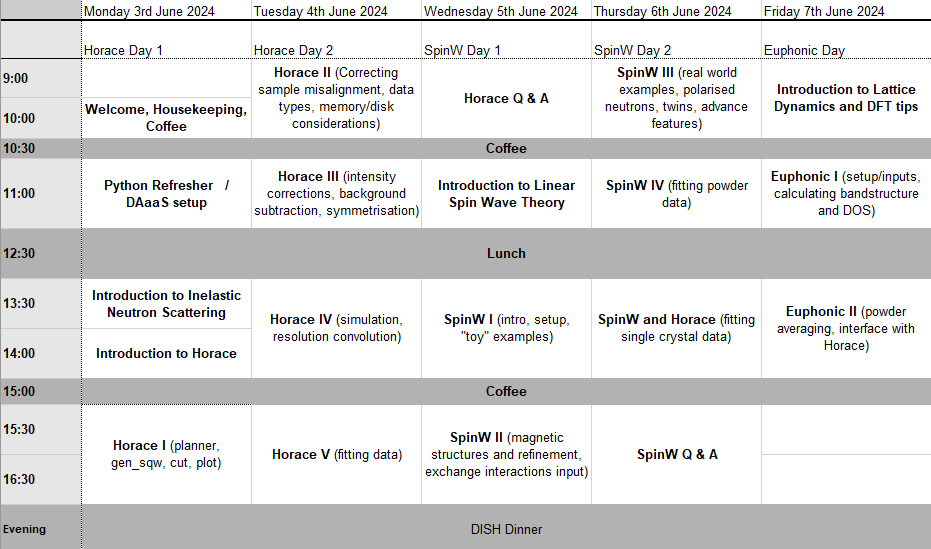 Monday 3rd June 2024 Tuesday 4th June 2024 Wednesday 5th June 2024 Thursday 6th June 2024 Friday 7th June 2024
Horace Day 1 Horace Day 2 SpinW Day 1 SpinW Day 2 Euphonic Day
9:00
10:00
Welcome, Housekeeping,
Coffee
Horace II (Correcting
sample misalignment, data
types, memory/disk
considerations)
Horace Q & A
SpinW III (real world
examples, polarised
neutrons, twins, advance
features)
Introduction to Lattice
Dynamics and DFT tips
10:30 Coffee
11:00
Python Refresher /
DAaaS setup
Horace III (intensity
corrections, background
subtraction, symmetrisation)
Introduction to Linear
Spin Wave Theory
SpinW IV (fitting powder
data)
Euphonic I (setup/inputs,
calculating bandstructure
and DOS)
12:30 Lunch
13:30
Introduction to Inelastic
Neutron Scattering
14:00
Introduction to Horace
Horace IV (simulation,
resolution convolution)
SpinW I (intro, setup,
"toy" examples)
SpinW and Horace (fitting
single crystal data)
Euphonic II (powder
averaging, interface with
Horace)
15:00 Coffee
15:30
16:30
Horace I (planner,
gen_sqw, cut, plot)
Horace V (fitting data)
SpinW II (magnetic
structures and refinement,
exchange interactions input)
SpinW Q & A
Evening DISH Dinner